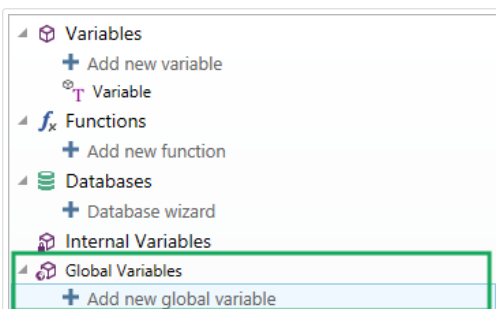 Variables
Add new variable
T Variable
fx Functions
Add new function
Databases
Database wizard
Internal Variables
Global Variables
Add new global variable